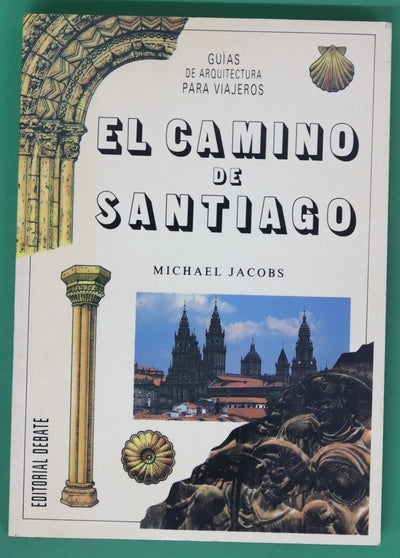 GUÍAS
DE ARQUITECTURA
PARA VIAJEROS
EL CAMINO
DE
SANTIAGO
MICHAEL JACOBS
EDITORIAL DEBATE